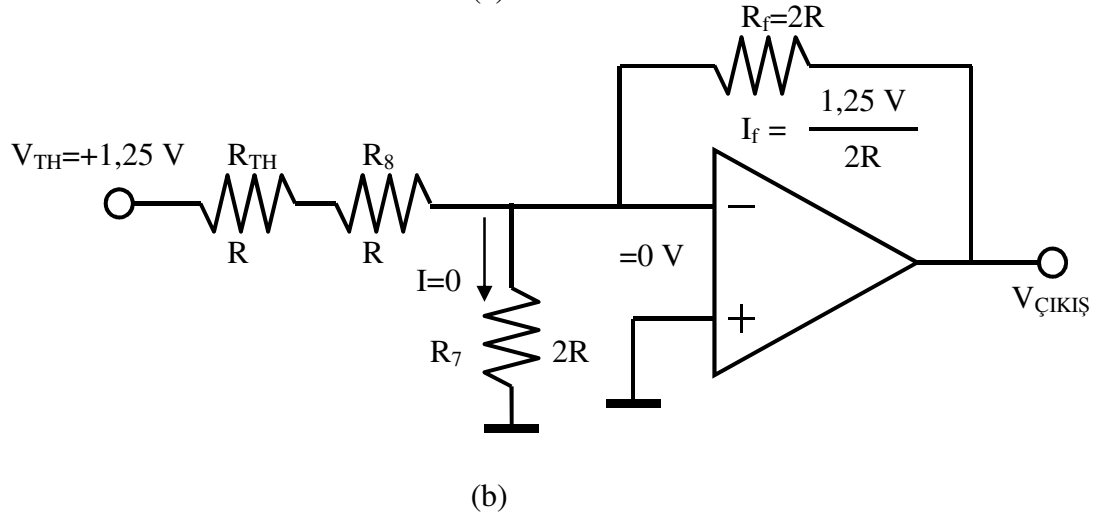 R_f=2R
1,25 V
I_f =
2R
V_TH=+1,25 V
R_TH
R_8
R
R
−
=0 V
I=0
+
V_ÇIKIŞ
R_7
2R
(b)